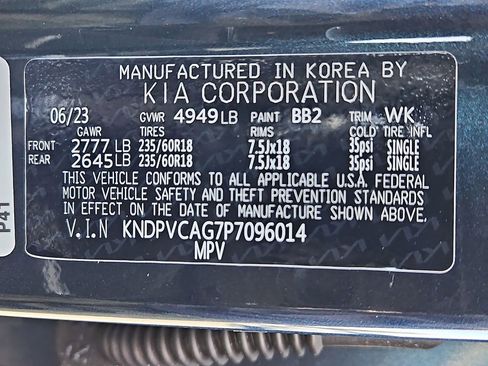 MANUFACTURED IN KOREA BY
KIA CORPORATION
06/23 GVWR 4949 LB PAINT BB2 TRIM WK
GAWR TIRES RIMS COLD TIRE INFL
FRONT 2777 LB 235/60R18 7.5Jx18 35psi SINGLE
REAR 2645 LB 235/60R18 7.5Jx18 35psi SINGLE
THIS VEHICLE CONFORMS TO ALL APPLICABLE U.S.A. FEDERAL
MOTOR VEHICLE SAFETY AND THEFT PREVENTION STANDARDS
IN EFFECT ON THE DATE OF MANUFACTURE SHOWN ABOVE.
V.I.N KNDPVCAG7P7096014
MPV
P41